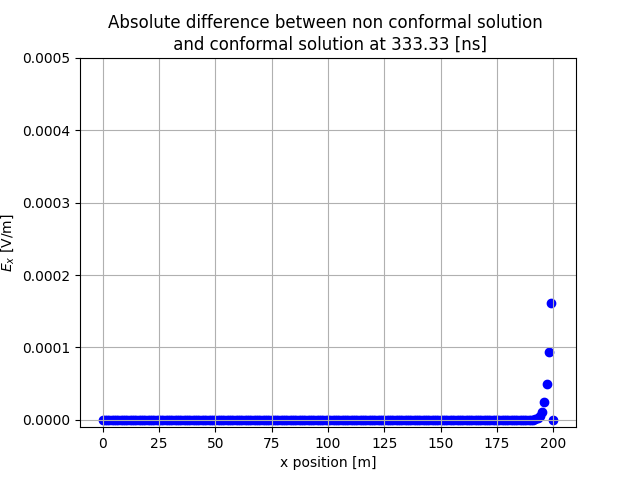 Absolute difference between non conformal solution
and conformal solution at 333.33 [ns]
0.0005
0.0004
0.0003
0.0002
0.0001
0.0000
E_x [V/m]
0 25 50 75 100 125 150 175 200
x position [m]